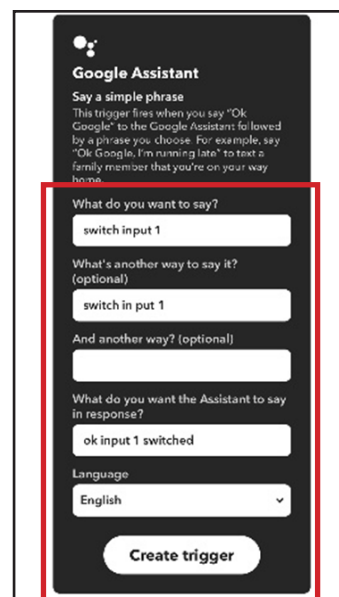 Google Assistant
Say a simple phrase
This trigger fires when you say "Ok
Google" to the Google Assistant followed
by a phrase you choose. For example, say
"Ok Google, I'm running late" to text a
family member that you're on your way
home.
What do you want to say?
switch input 1
What's another way to say it?
(optional)
switch in put 1
And another way? (optional)
What do you want the Assistant to say
in response?
ok input 1 switched
Language
English
Create trigger